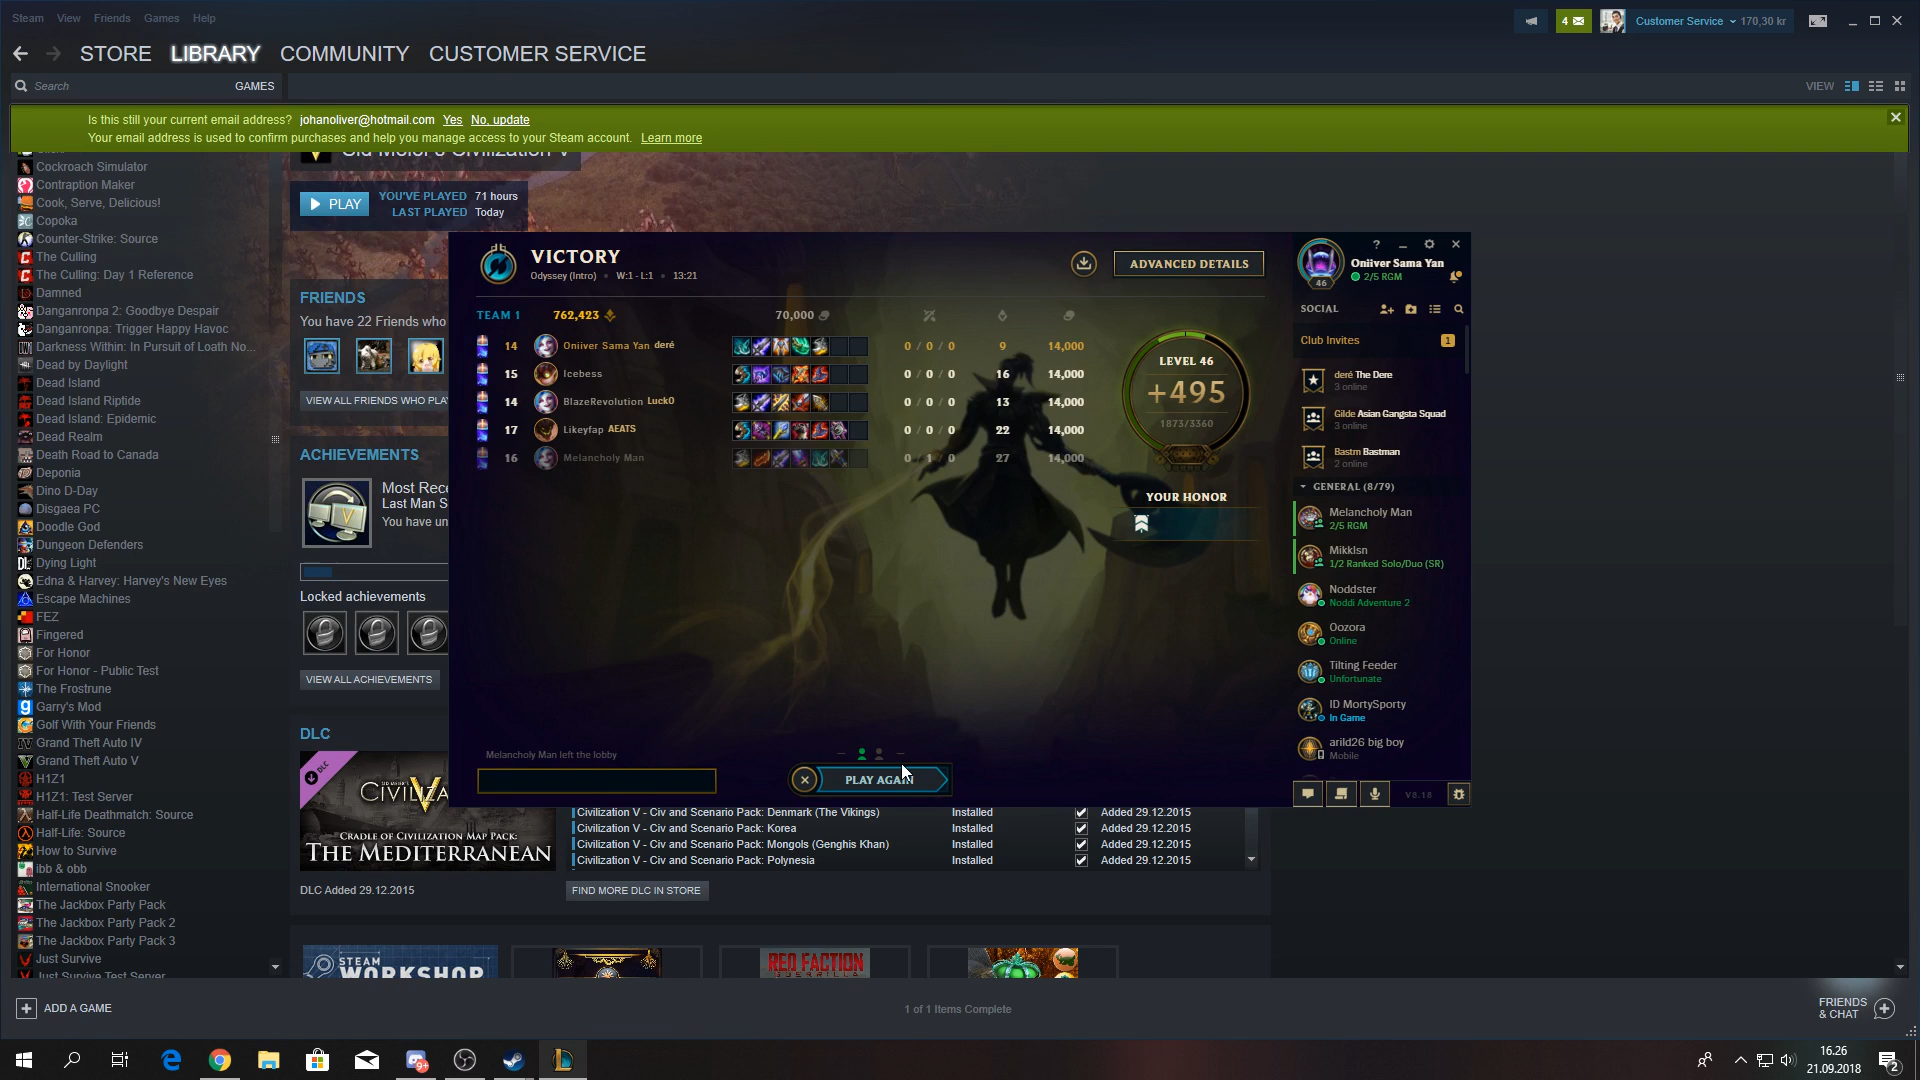 Steam View Friends Games Help
4
Customer Service 170,30 kr
STORE LIBRARY COMMUNITY CUSTOMER SERVICE
Search GAMES
VIEW
Is this still your current email address? johanoliver@hotmail.com Yes No, update
Your email address is used to confirm purchases and help you manage access to your Steam account. Learn more
Cockroach Simulator
Contraption Maker
Cook, Serve, Delicious!
Copoka
Counter-Strike: Source
The Culling
The Culling: Day 1 Reference
Damned
Danganronpa 2: Goodbye Despair
Danganronpa: Trigger Happy Havoc
Darkness Within: In Pursuit of Loath No...
Dead by Daylight
Dead Island
Dead Island Riptide
Dead Island: Epidemic
Dead Realm
Death Road to Canada
Deponia
Dino D-Day
Disgaea PC
Doodle God
Dungeon Defenders
Dying Light
Edna & Harvey: Harvey's New Eyes
Escape Machines
FEZ
Fingered
For Honor
For Honor - Public Test
The Frostrune
Garry's Mod
Golf With Your Friends
Grand Theft Auto IV
Grand Theft Auto V
H1Z1
H1Z1: Test Server
Half-Life Deathmatch: Source
Half-Life: Source
How to Survive
ibb & obb
International Snooker
The Jackbox Party Pack
The Jackbox Party Pack 2
The Jackbox Party Pack 3
Just Survive
Just Survive Test Server
ADD A GAME
Sid Meier's Civilization V
PLAY
YOU'VE PLAYED 71 hours
LAST PLAYED Today
FRIENDS
You have 22 Friends who
VIEW ALL FRIENDS WHO PLA
ACHIEVEMENTS
Most Rece
Last Man S
You have un
Locked achievements
VIEW ALL ACHIEVEMENTS
DLC
DLC
CIVILIZA V
CRADLE OF CIVILIZATION MAP PACK:
THE MEDITERRANEAN
DLC Added 29.12.2015
Civilization V - Civ and Scenario Pack: Denmark (The Vikings) Installed Added 29.12.2015
Civilization V - Civ and Scenario Pack: Korea Installed Added 29.12.2015
Civilization V - Civ and Scenario Pack: Mongols (Genghis Khan) Installed Added 29.12.2015
Civilization V - Civ and Scenario Pack: Polynesia Installed Added 29.12.2015
FIND MORE DLC IN STORE
STEAM
WORKSHOP
RED FACTION
GUERRILLA
1 of 1 Items Complete
FRIENDS
& CHAT
VICTORY
Odyssey (Intro) • W:1 - L:1 • 13:21
ADVANCED DETAILS
TEAM 1 762,423 70,000
14 Oniiver Sama Yan deré 0 / 0 / 0 9 14,000
15 Icebess 0 / 0 / 0 16 14,000
14 BlazeRevolution LuckO 0 / 0 / 0 13 14,000
17 Likeyfap AEATS 0 / 0 / 0 22 14,000
16 Melancholy Man 0 / 1 / 0 27 14,000
LEVEL 46
+495
1873/3360
YOUR HONOR
Melancholy Man left the lobby
PLAY AGAIN
?
46
Oniiver Sama Yan
2/5 RGM
SOCIAL
Club Invites 1
deré The Dere
3 online
Gilde Asian Gangsta Squad
3 online
Bastm Bastman
2 online
GENERAL (8/79)
Melancholy Man
2/5 RGM
Mikklsn
1/2 Ranked Solo/Duo (SR)
Noddster
Noddi Adventure 2
Oozora
Online
Tilting Feeder
Unfortunate
ID MortySporty
In Game
arild26 big boy
Mobile
V8.18
9+
16.26
21.09.2018
2